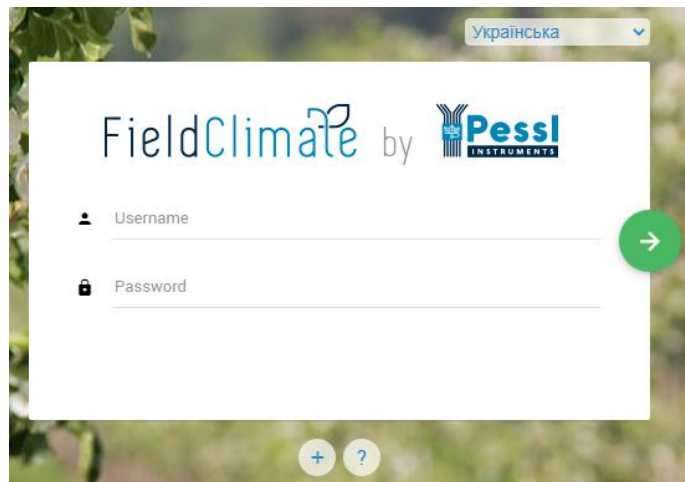 Українська
FieldClimate by Pessl
INSTRUMENTS
Username
Password
+ ?